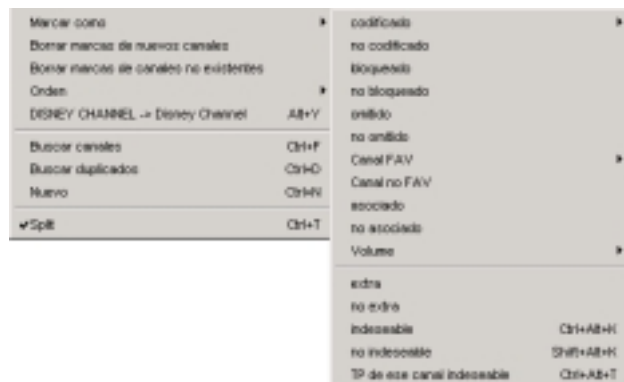 Marcar como
Borrar marcas de nuevos canales
Borrar marcas de canales no existentes
Orden
DISNEY CHANNEL -> Disney Channel Alt+V
Buscar canales Ctrl+F
Buscar duplicados Ctrl+D
Nuevo Ctrl+N
Split Ctrl+T
codificado
no codificado
bloqueado
no bloqueado
omitido
no omitido
Canal FAV
Canal no FAV
asociado
no asociado
Volume
extra
no extra
indeseable Ctrl+Alt+K
no indeseable Shift+Alt+K
TP de ese canal indeseable Ctrl+Alt+T